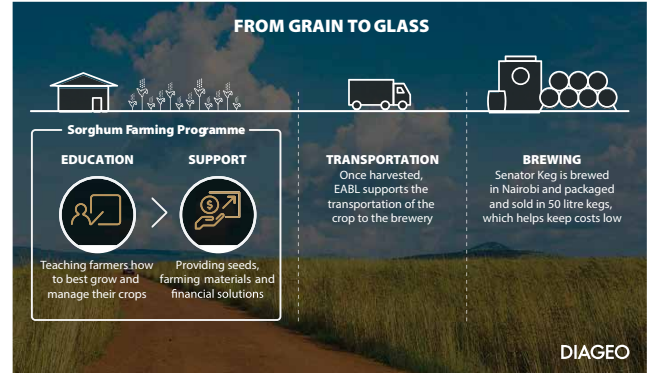 FROM GRAIN TO GLASS
Sorghum Farming Programme
EDUCATION
Teaching farmers how
to best grow and
manage their crops
SUPPORT
Providing seeds,
farming materials and
financial solutions
TRANSPORTATION
Once harvested,
EABL supports the
transportation of the
crop to the brewery
BREWING
Senator Keg is brewed
in Nairobi and packaged
and sold in 50 litre kegs,
which helps keep costs low
DIAGEO